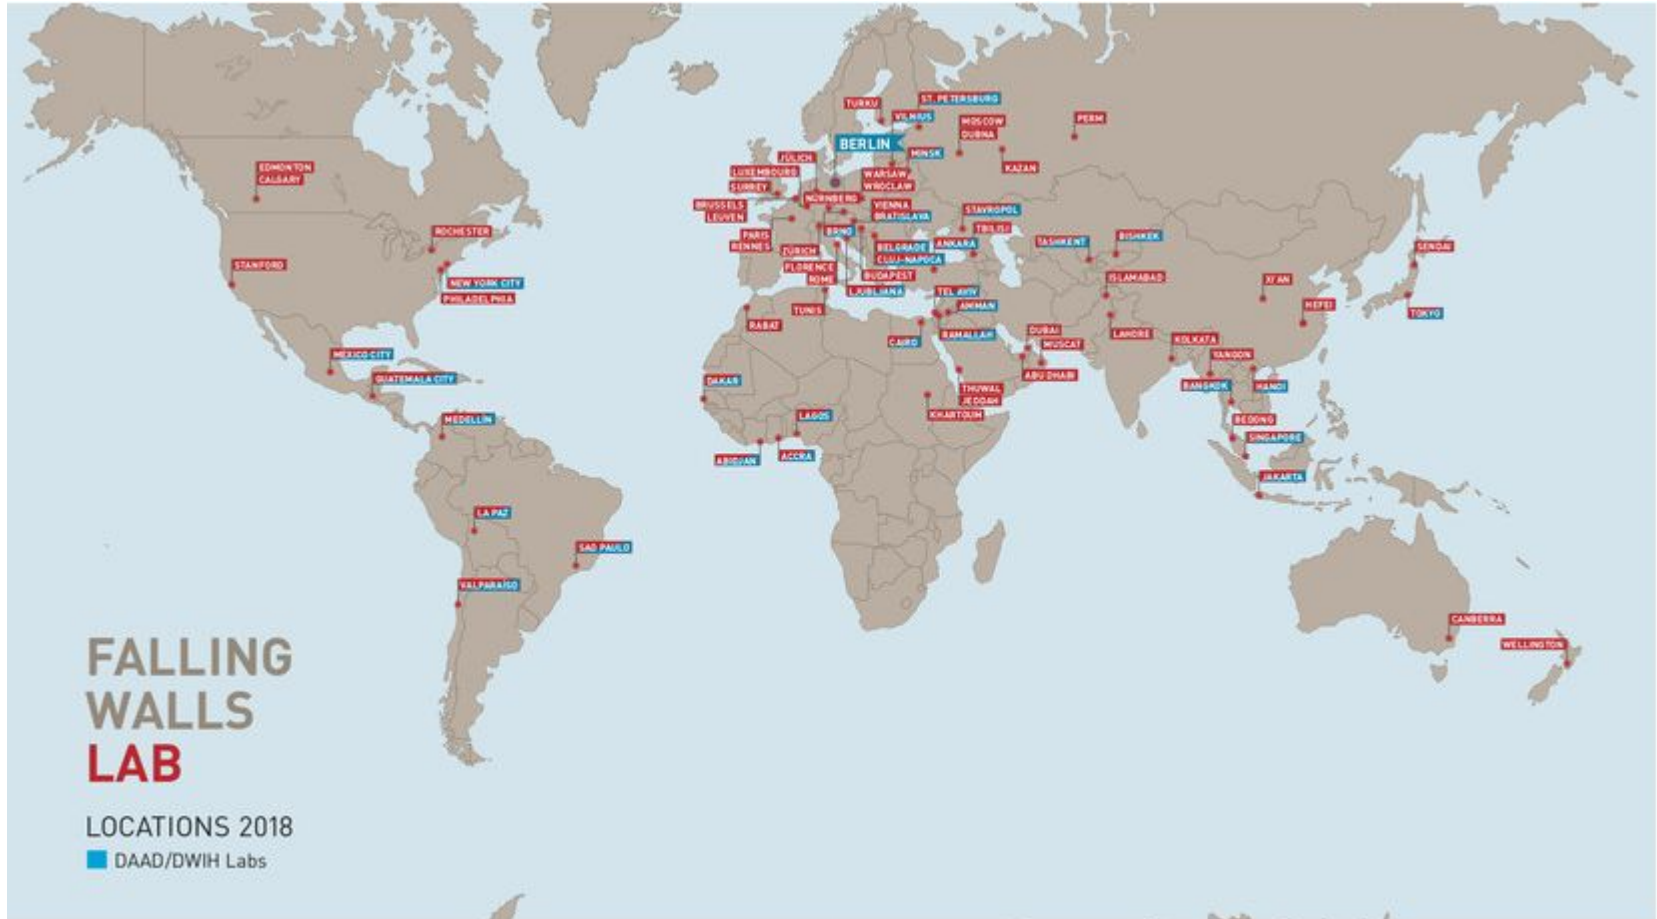 TURKU
ST. PETERSBURG
VILNIUS
MOSCOW
DUBNA
PERM
BERLIN
MINSK
KAZAN
JÜLICH
LUXEMBOURG
SURREY
WARSAW
WROCLAW
EDMONTON
CALGARY
BRUSSELS
LEUVEN
NÜRNBERG
VIENNA
BRATISLAVA
STAVROPOL
TBILISI
ROCHESTER
PARIS
RENNES
BRNO
ZÜRICH
BELGRADE
CLUJ-NAPOCA
ANKARA
TASHKENT
BISHKEK
SENDAI
STANFORD
FLORENCE
ROME
BUDAPEST
ISLAMABAD
XI'AN
NEW YORK CITY
PHILADELPHIA
LJUBLJANA
TEL AVIV
AMMAN
HEFEI
TOKYO
TUNIS
RABAT
CAIRO
RAMALLAH
DUBAI
MUSCAT
LAHORE
KOLKATA
YANGON
MEXICO CITY
GUATEMALA CITY
DAKAR
ABU DHABI
THUWAL
JEDDAH
BANGKOK
HANOI
KHARTOUM
MEDELLÍN
LAGOS
BEDONG
SINGAPORE
ABIDJAN
ACCRA
JAKARTA
LA PAZ
SAO PAULO
VALPARAÍSO
CANBERRA
WELLINGTON
FALLING
WALLS
LAB
LOCATIONS 2018
DAAD/DWIH Labs